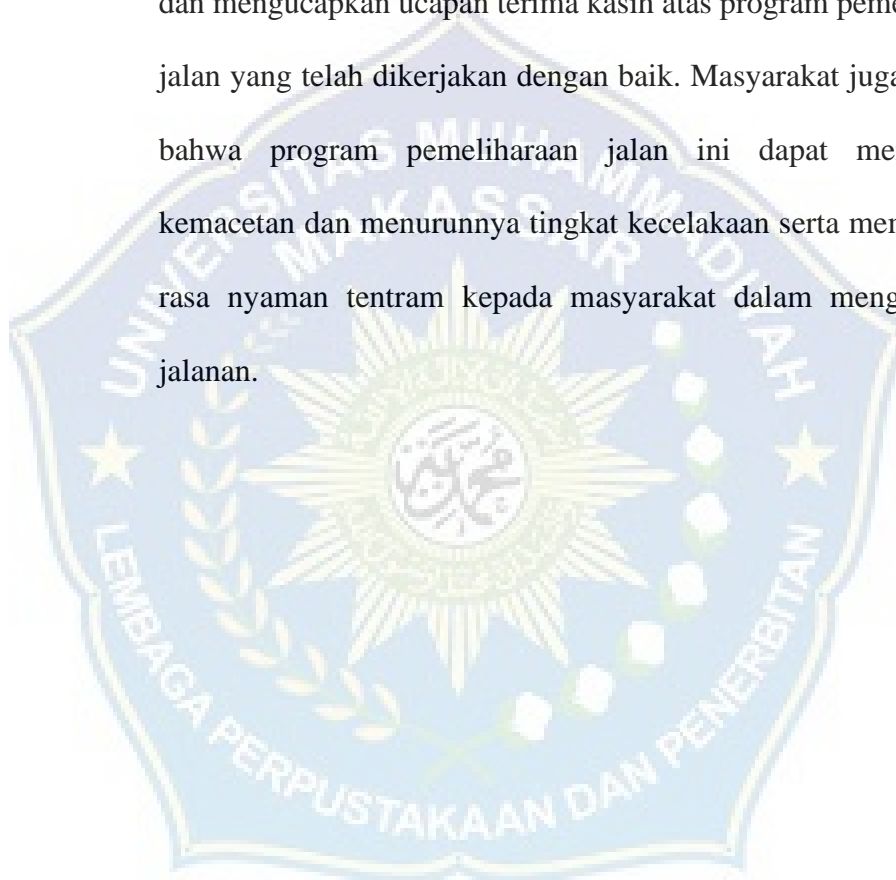 dan mengucapkan ucapan terima kasih atas program peme
jalan yang telah dikerjakan dengan baik. Masyarakat juga
bahwa program pemeliharaan jalan ini dapat me
kemacetan dan menurunnya tingkat kecelakaan serta mer
rasa nyaman tentram kepada masyarakat dalam meng
jalanan.
UNIVERSITAS MUHAMMADIYAH
MAKASSAR
LEMBAGA PERPUSTAKAAN DAN PENERBITAN